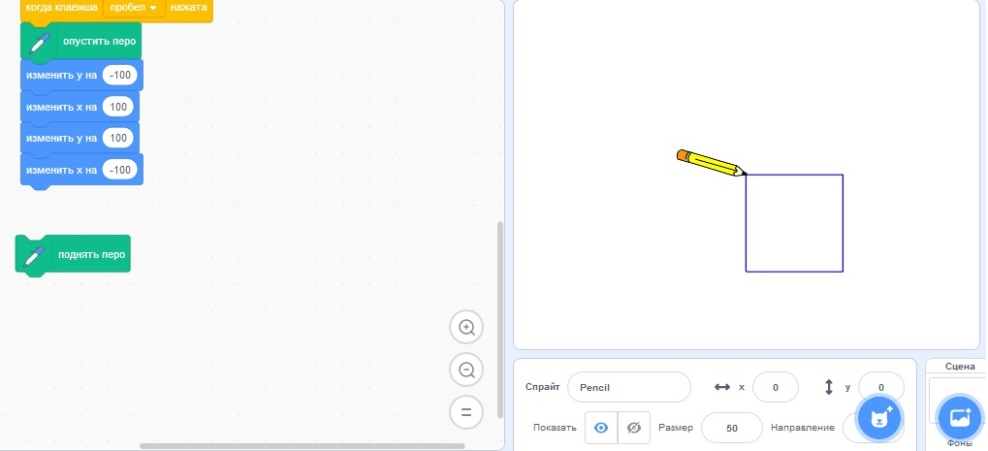 когда клавиша пробел нажата
опустить перо
изменить y на -100
изменить x на 100
изменить y на 100
изменить x на -100
поднять перо
Спрайт Pencil x 0 y 0
Показать Размер 50 Направление
Сцена
Фоны